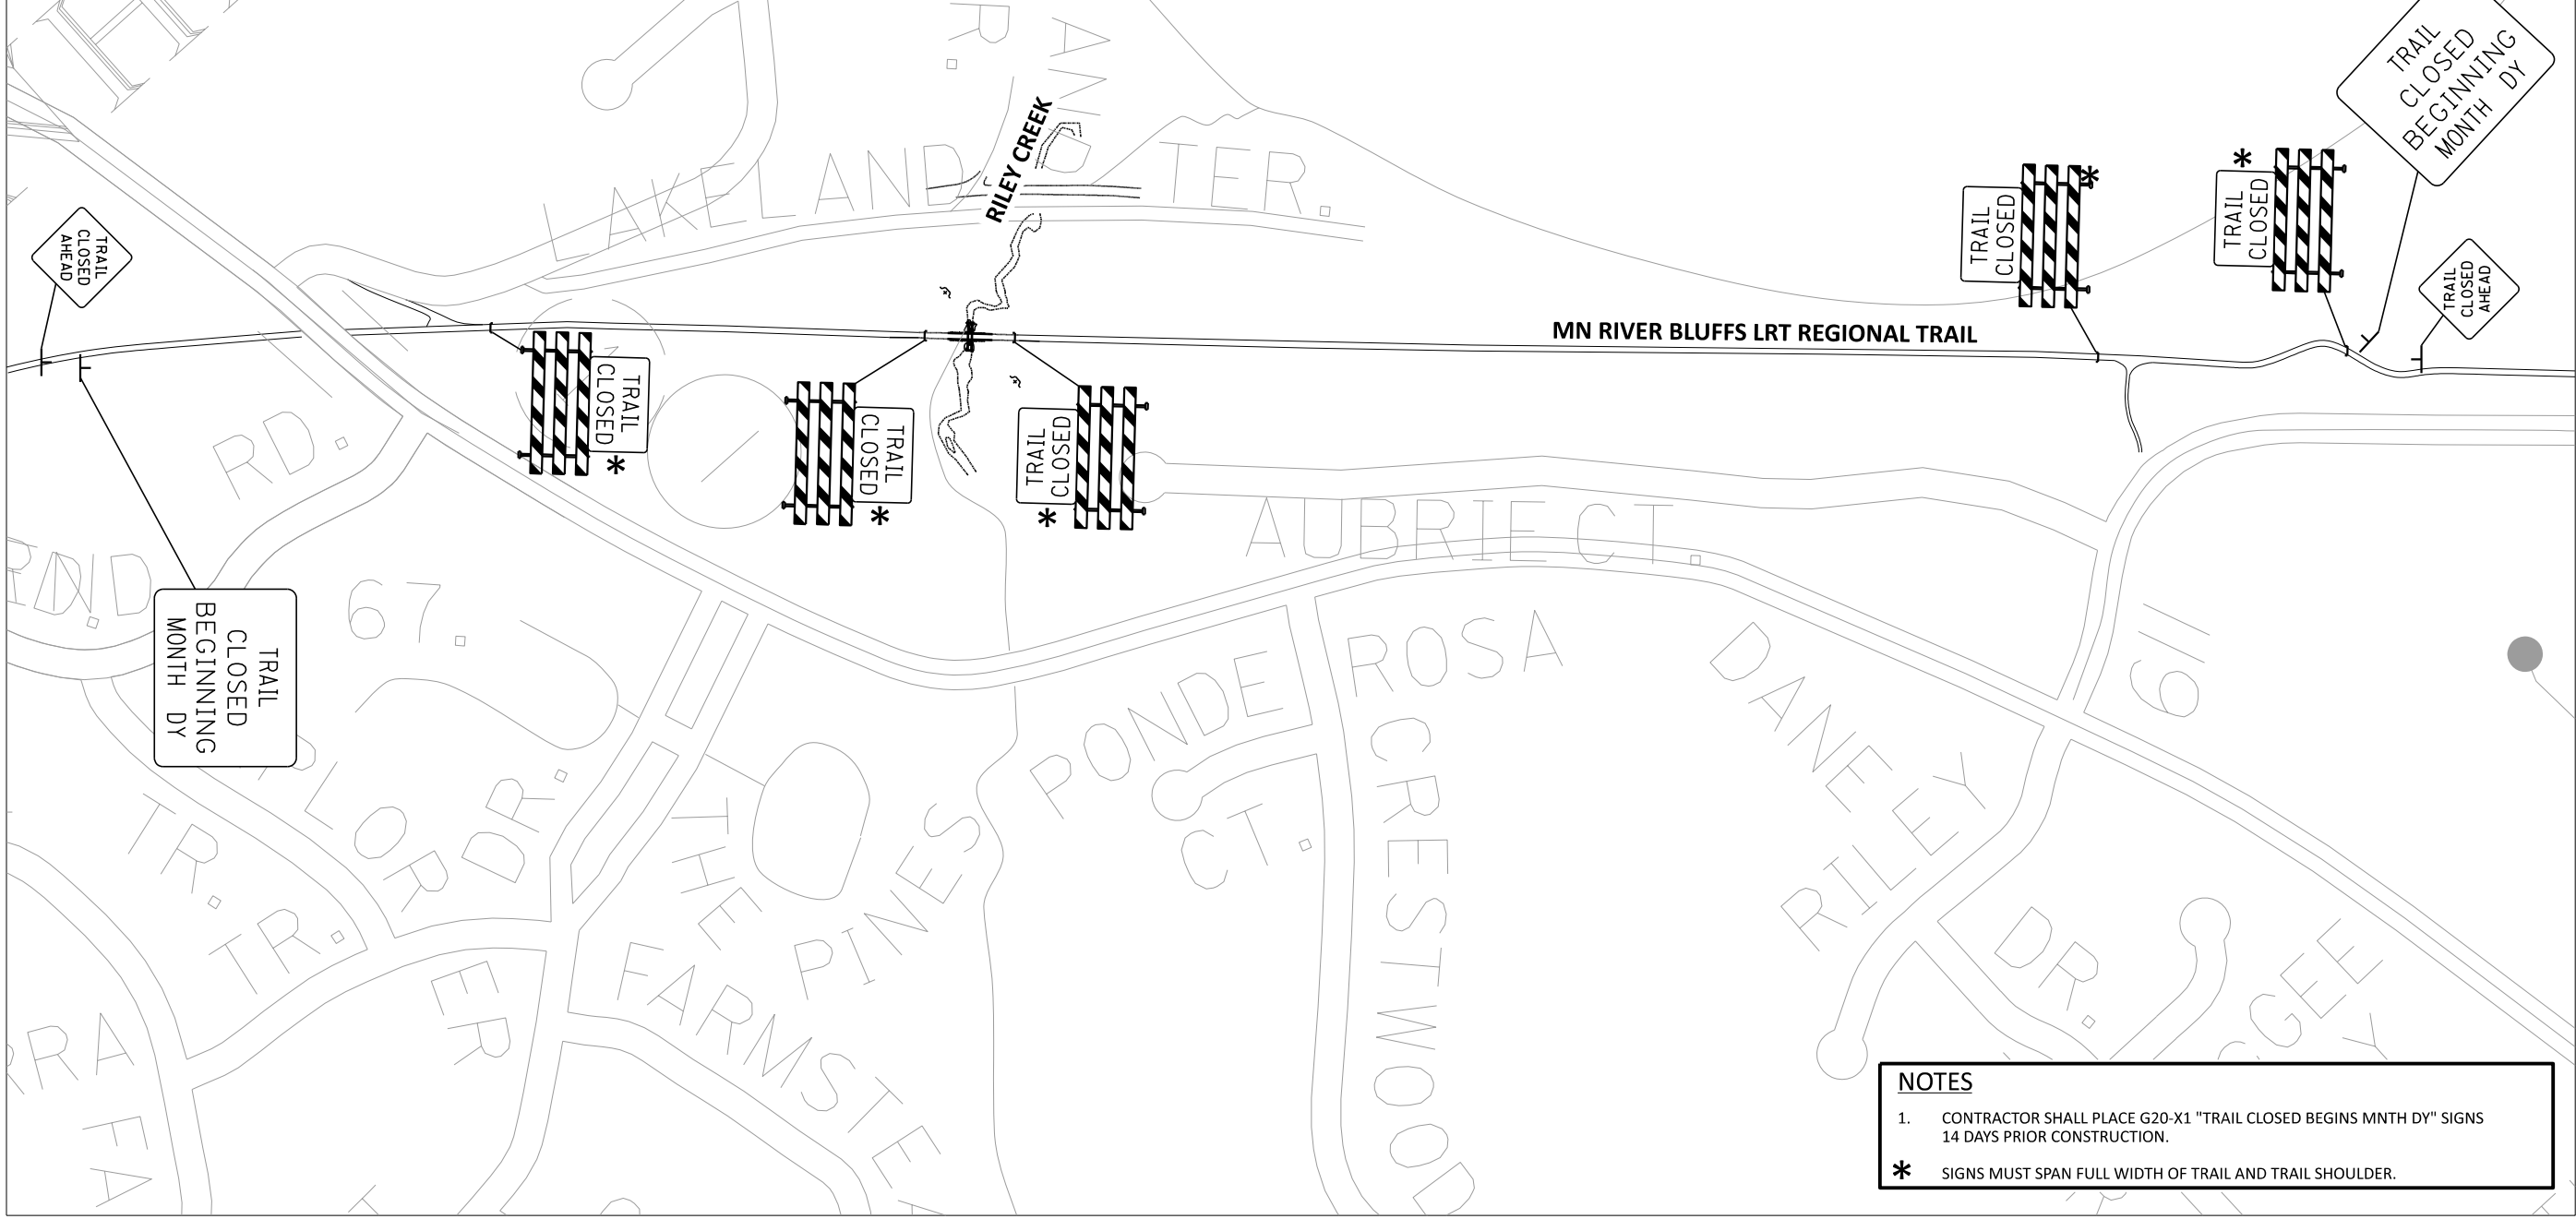 TRAIL
CLOSED
BEGINNING
MONTH DY
R.
LAKELAND TER.
RILEY CREEK
TRAIL
CLOSED
AHEAD
TRAIL
CLOSED
*
TRAIL
CLOSED
*
TRAIL
CLOSED
AHEAD
MN RIVER BLUFFS LRT REGIONAL TRAIL
TRAIL
CLOSED
*
TRAIL
CLOSED
*
TRAIL
CLOSED
*
RD.
AUBRIE CT.
67.
TRAIL
CLOSED
BEGINNING
MONTH DY
DR.
PONDEROSA
CT.
CRESTWOOD
DANEY
RILEY
DR.
THE PINES
TR.
TR.
FARMSTE
NOTES
1. CONTRACTOR SHALL PLACE G20-X1 "TRAIL CLOSED BEGINS MNTH DY" SIGNS
14 DAYS PRIOR CONSTRUCTION.
* SIGNS MUST SPAN FULL WIDTH OF TRAIL AND TRAIL SHOULDER.